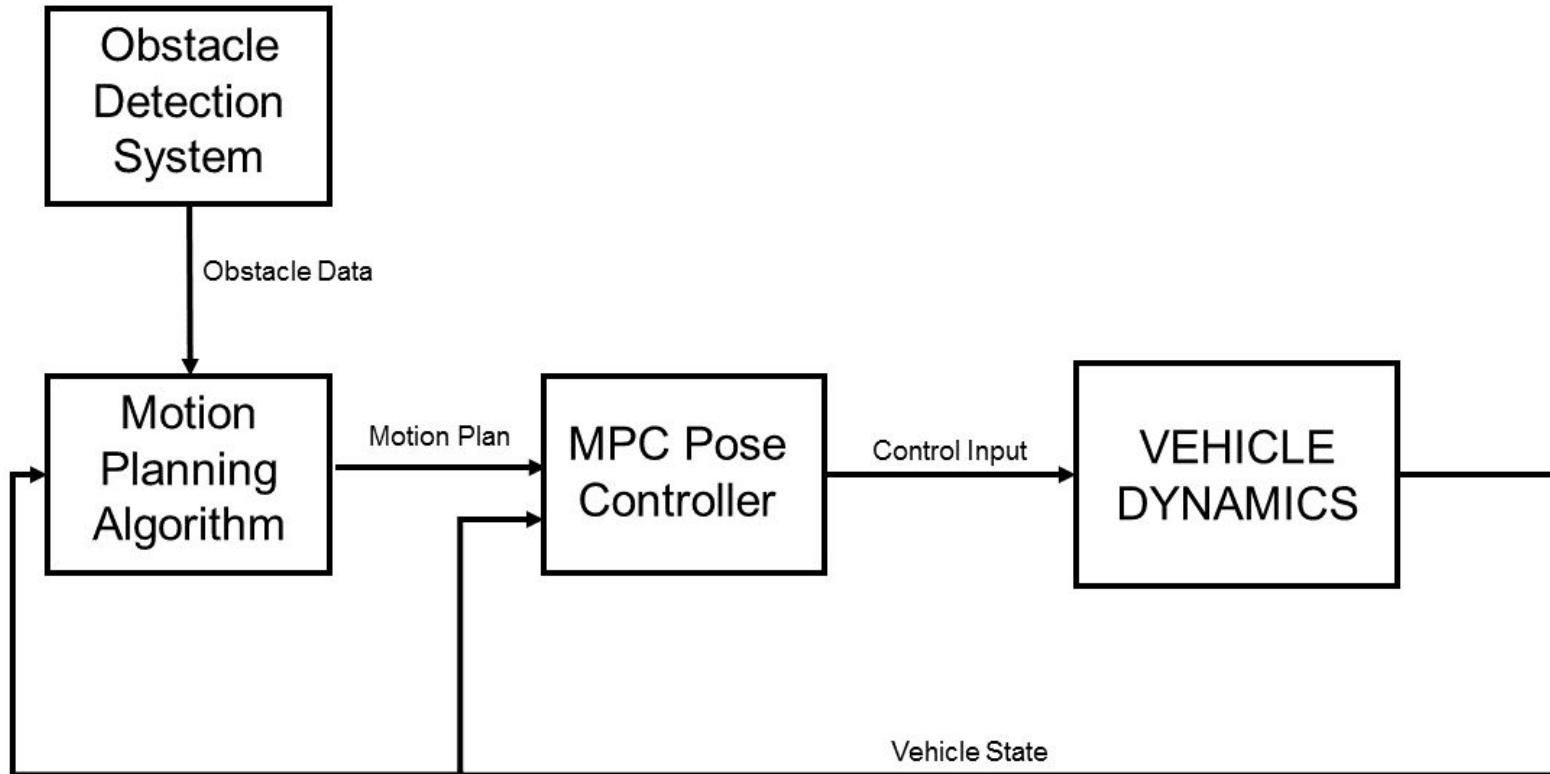 Obstacle
Detection
System
Obstacle Data
Motion
Planning
Algorithm
Motion Plan
MPC Pose
Controller
Control Input
VEHICLE
DYNAMICS
Vehicle State